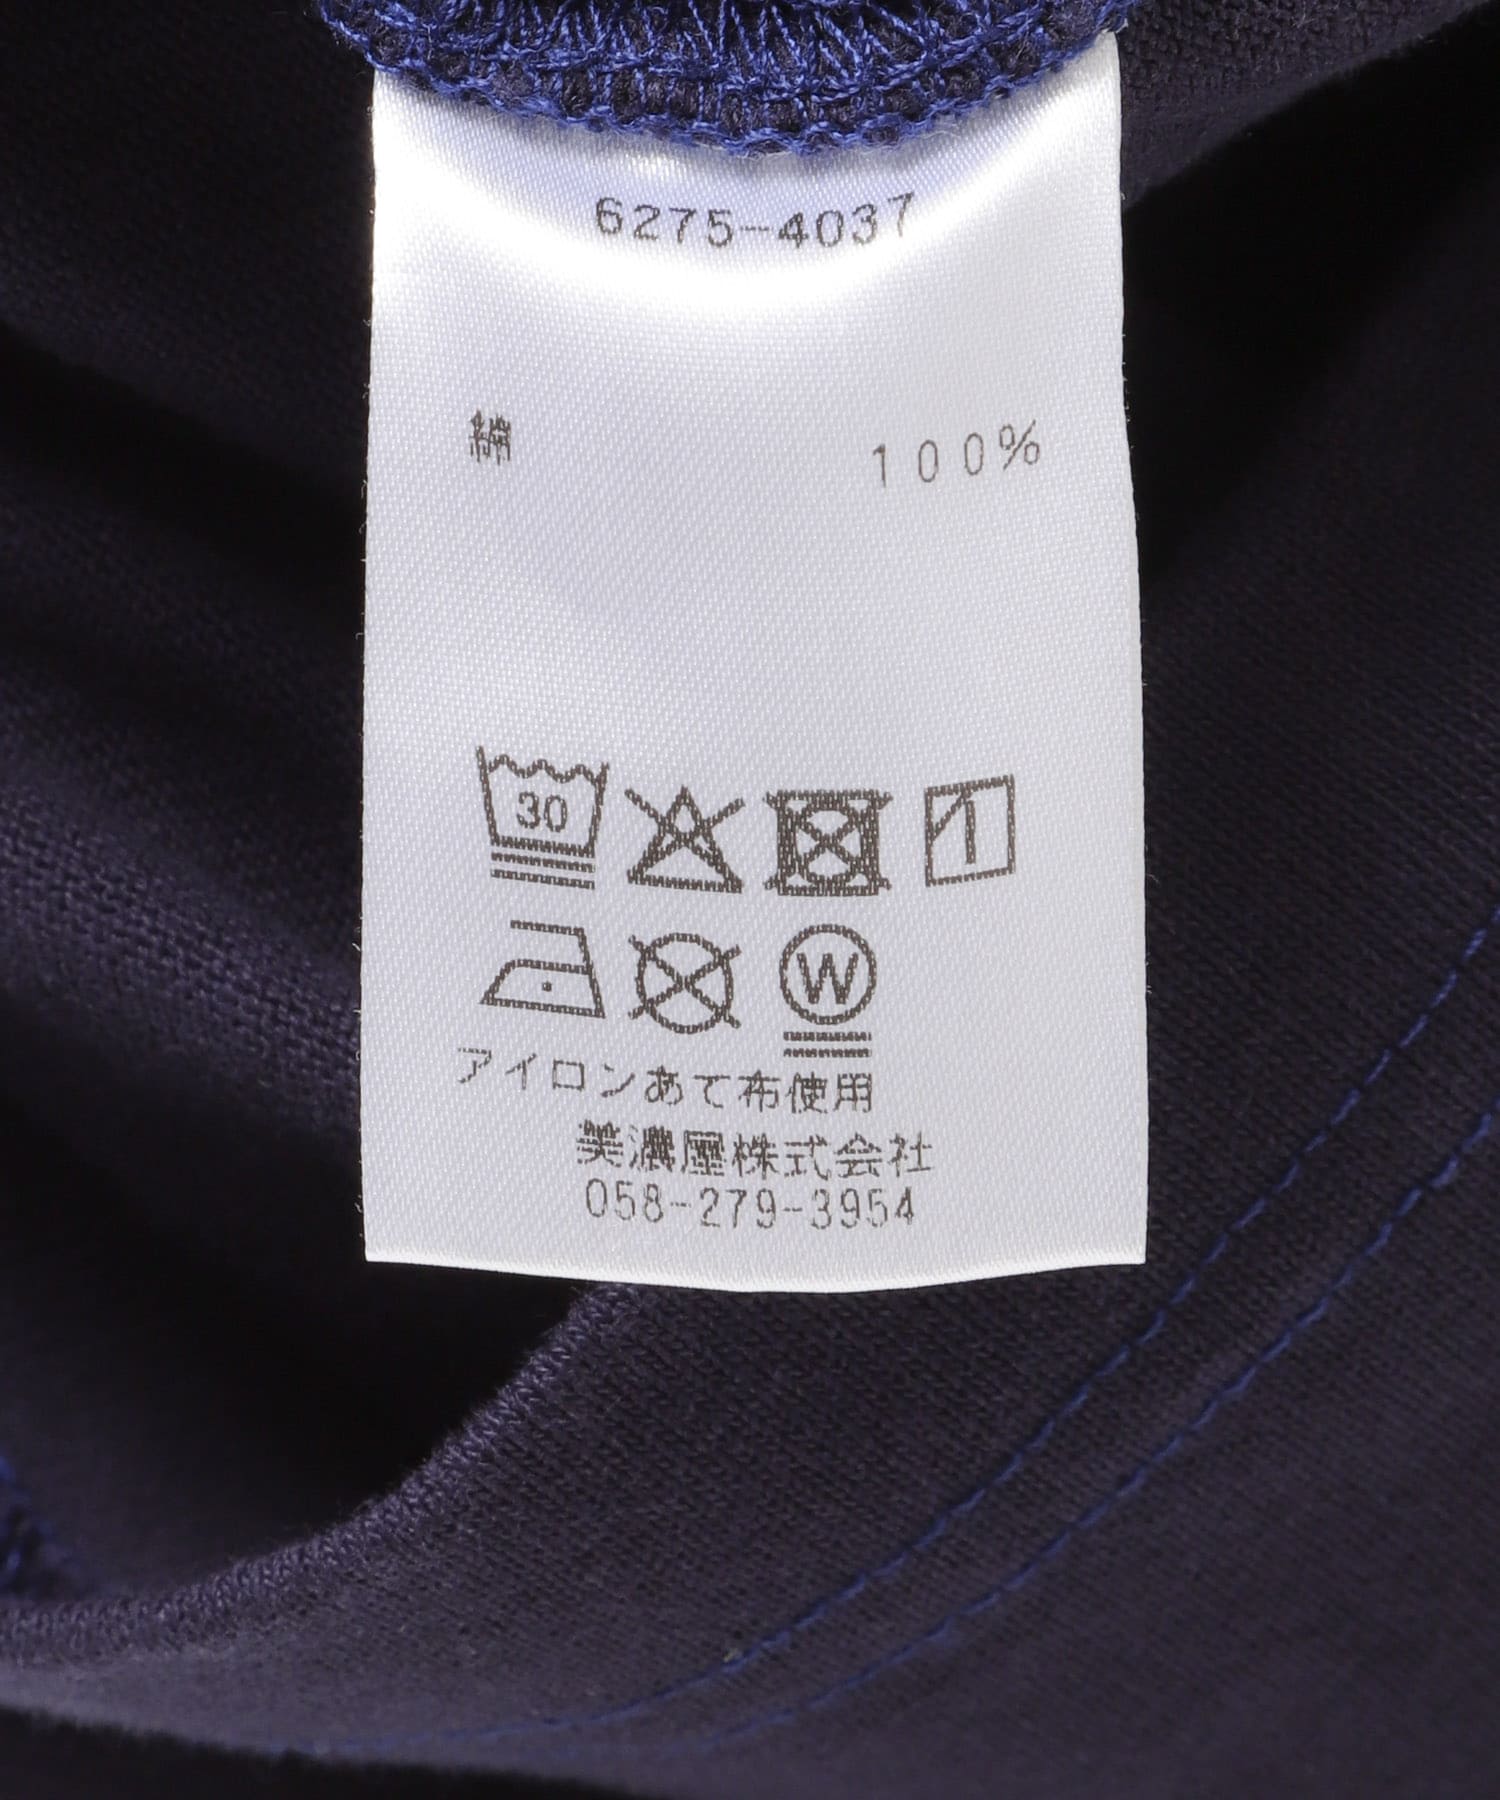 6275-4037
綿 100%
30
W
アイロンあて布使用
美濃屋株式会社
058-279-3954